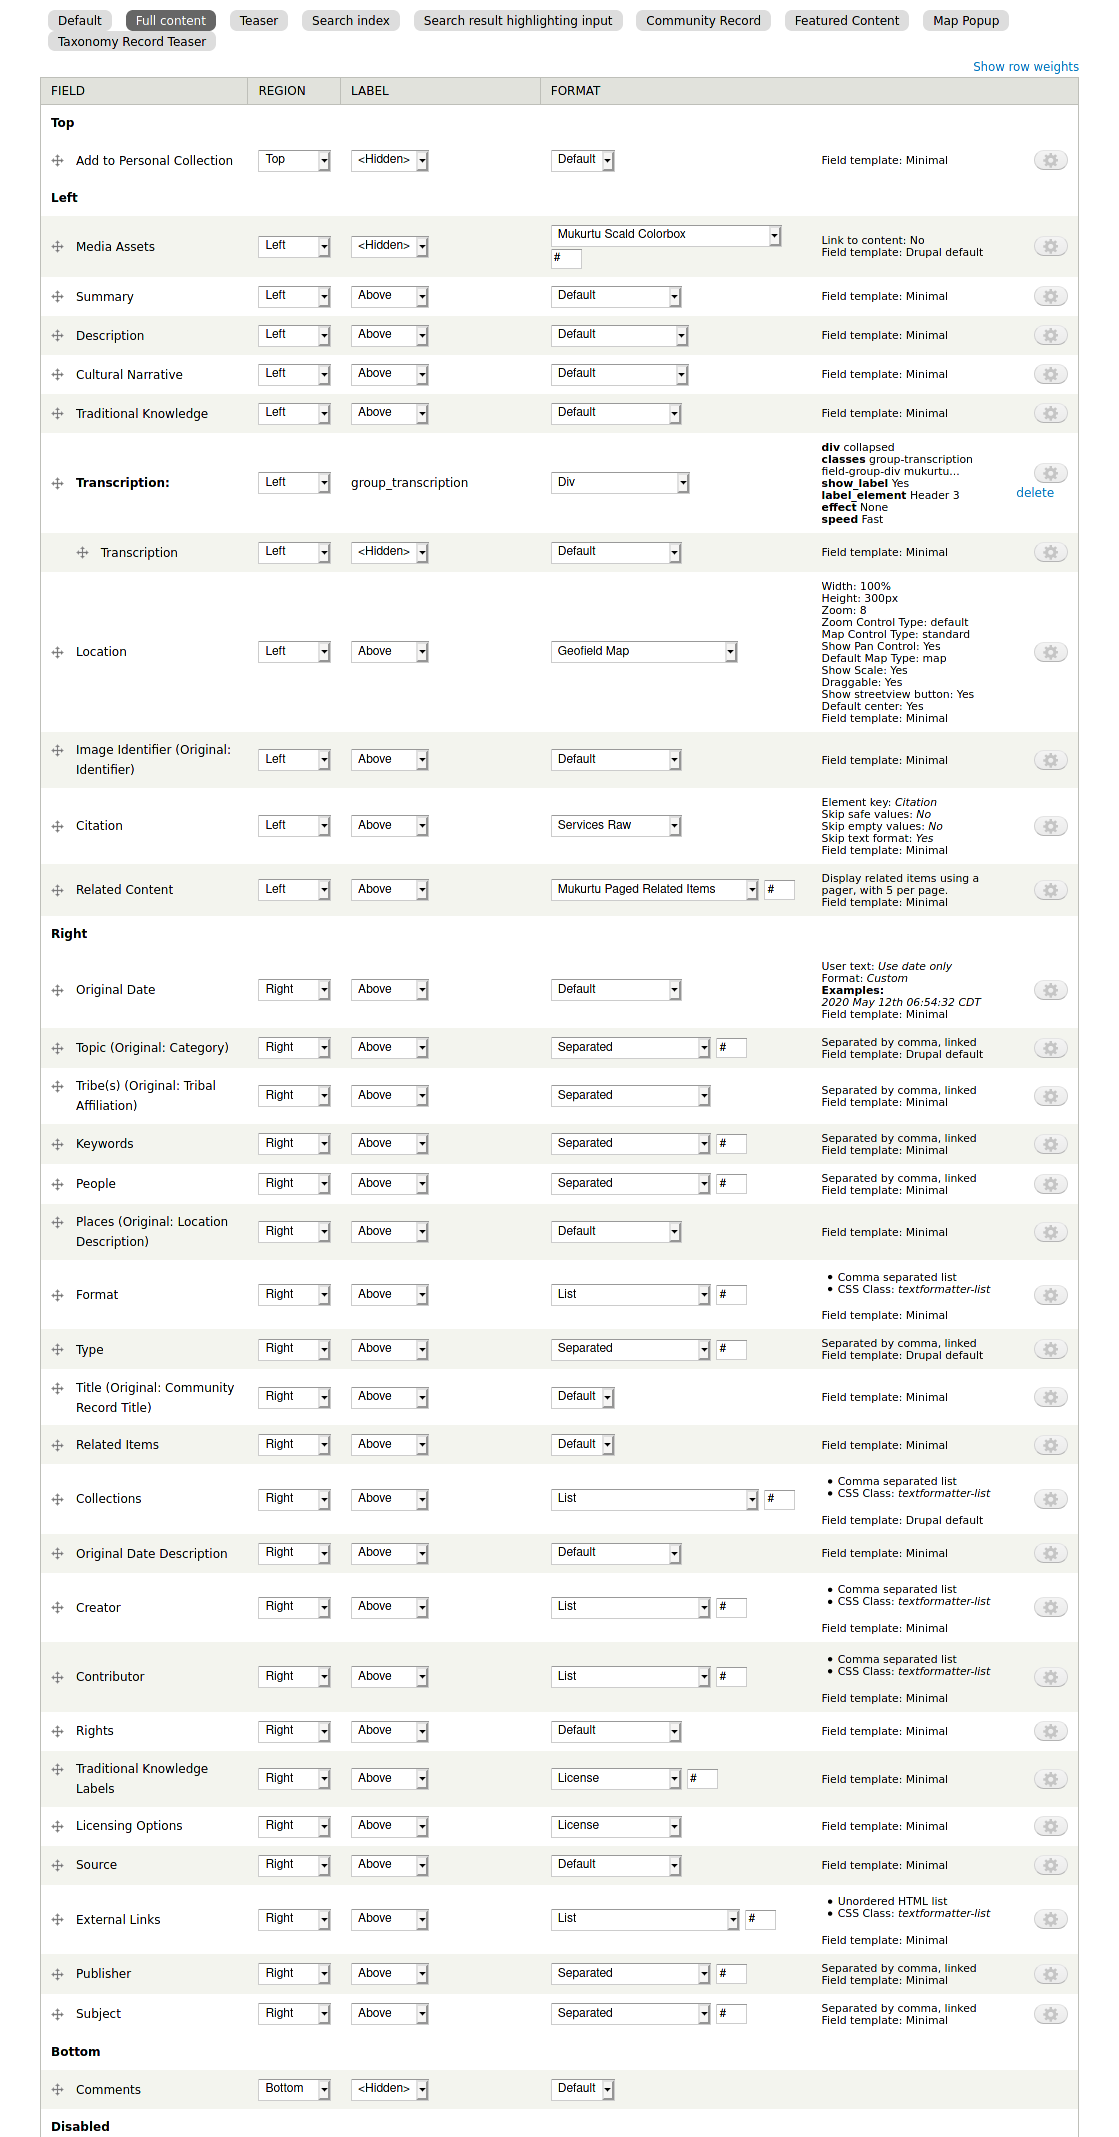 Default Full content Teaser Search index Search result highlighting input Community Record Featured Content Map Popup
Taxonomy Record Teaser
Show row weights
FIELD REGION LABEL FORMAT
Top
Add to Personal Collection Top <Hidden> Default Field template: Minimal
Left
Media Assets Left <Hidden> Mukurtu Scald Colorbox
#
Link to content: No
Field template: Drupal default
Summary Left Above Default Field template: Minimal
Description Left Above Default Field template: Minimal
Cultural Narrative Left Above Default Field template: Minimal
Traditional Knowledge Left Above Default Field template: Minimal
Transcription: Left group_transcription Div
div collapsed
classes group-transcription
field-group-div mukurtu...
show_label Yes
label_element Header 3
effect None
speed Fast
delete
Transcription Left <Hidden> Default Field template: Minimal
Location Left Above Geofield Map
Width: 100%
Height: 300px
Zoom: 8
Zoom Control Type: default
Map Control Type: standard
Show Pan Control: Yes
Default Map Type: map
Show Scale: Yes
Draggable: Yes
Show streetview button: Yes
Default center: Yes
Field template: Minimal
Image Identifier (Original:
Identifier)
Left Above Default Field template: Minimal
Citation Left Above Services Raw
Element key: Citation
Skip safe values: No
Skip empty values: No
Skip text format: Yes
Field template: Minimal
Related Content Left Above Mukurtu Paged Related Items #
Display related items using a
pager, with 5 per page.
Field template: Minimal
Right
Original Date Right Above Default
User text: Use date only
Format: Custom
Examples:
2020 May 12th 06:54:32 CDT
Field template: Minimal
Topic (Original: Category) Right Above Separated #
Separated by comma, linked
Field template: Drupal default
Tribe(s) (Original: Tribal
Affiliation)
Right Above Separated
Separated by comma, linked
Field template: Minimal
Keywords Right Above Separated #
Separated by comma, linked
Field template: Minimal
People Right Above Separated #
Separated by comma, linked
Field template: Minimal
Places (Original: Location
Description)
Right Above Default Field template: Minimal
Format Right Above List #
• Comma separated list
• CSS Class: textformatter-list
Field template: Minimal
Type Right Above Separated #
Separated by comma, linked
Field template: Drupal default
Title (Original: Community
Record Title)
Right Above Default Field template: Minimal
Related Items Right Above Default Field template: Minimal
Collections Right Above List #
• Comma separated list
• CSS Class: textformatter-list
Field template: Drupal default
Original Date Description Right Above Default Field template: Minimal
Creator Right Above List #
• Comma separated list
• CSS Class: textformatter-list
Field template: Minimal
Contributor Right Above List #
• Comma separated list
• CSS Class: textformatter-list
Field template: Minimal
Rights Right Above Default Field template: Minimal
Traditional Knowledge
Labels
Right Above License # Field template: Minimal
Licensing Options Right Above License Field template: Minimal
Source Right Above Default Field template: Minimal
External Links Right Above List #
• Unordered HTML list
• CSS Class: textformatter-list
Field template: Minimal
Publisher Right Above Separated #
Separated by comma, linked
Field template: Minimal
Subject Right Above Separated #
Separated by comma, linked
Field template: Minimal
Bottom
Comments Bottom <Hidden> Default
Disabled